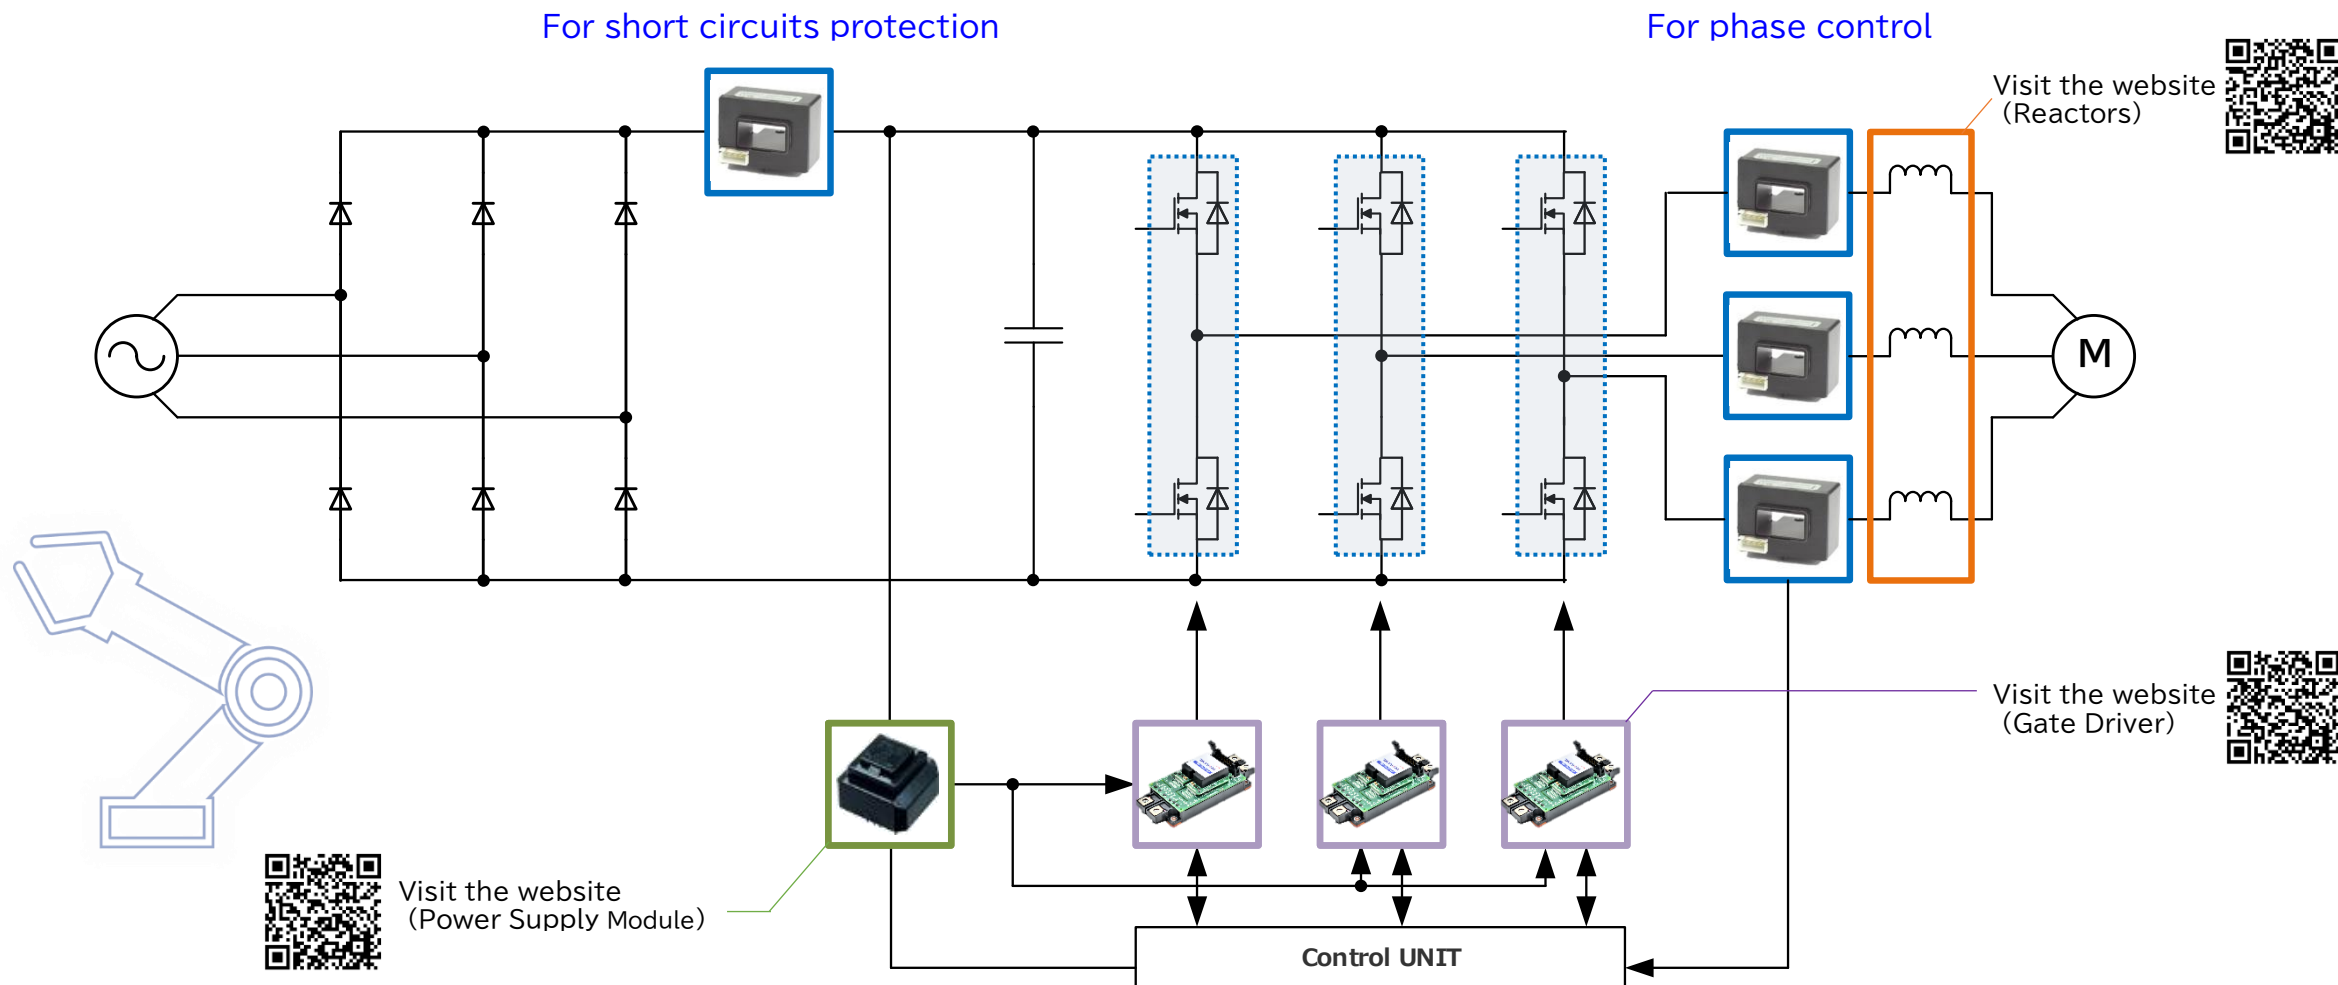 For short circuits protection
For phase control
Visit the website
（Reactors）
M
Visit the website
（Gate Driver）
Visit the website
（Power Supply Module）
Control UNIT